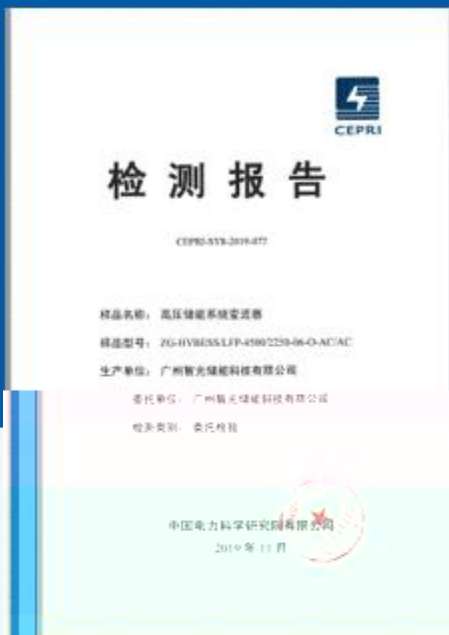 CEPRI
检测报告
CEPRI-SYS-2019-077
样品名称: 高压储能系统变流器
样品型号: ZG-HVBESS/LFP-4500/2250-06-O-AC/AC
生产单位: 广州智光储能科技有限公司
委托单位: 广州智光储能科技有限公司
检测类别: 委托检验
中国电力科学研究院有限公司
2019年11月